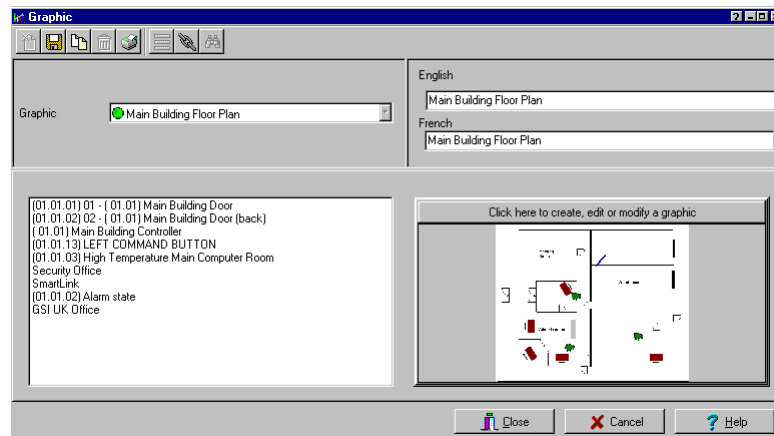 Graphic
English
Main Building Floor Plan
Graphic
Main Building Floor Plan
French
Main Building Floor Plan
(01.01.01) 01 - ( 01.01) Main Building Door
(01.01.02) 02 - ( 01.01) Main Building Door (back)
( 01.01) Main Building Controller
(01.01.13) LEFT COMMAND BUTTON
(01.01.03) High Temperature Main Computer Room
Security Office
SmartLink
(01.01.02) Alarm state
GSI UK Office
Click here to create, edit or modify a graphic
Close
Cancel
Help